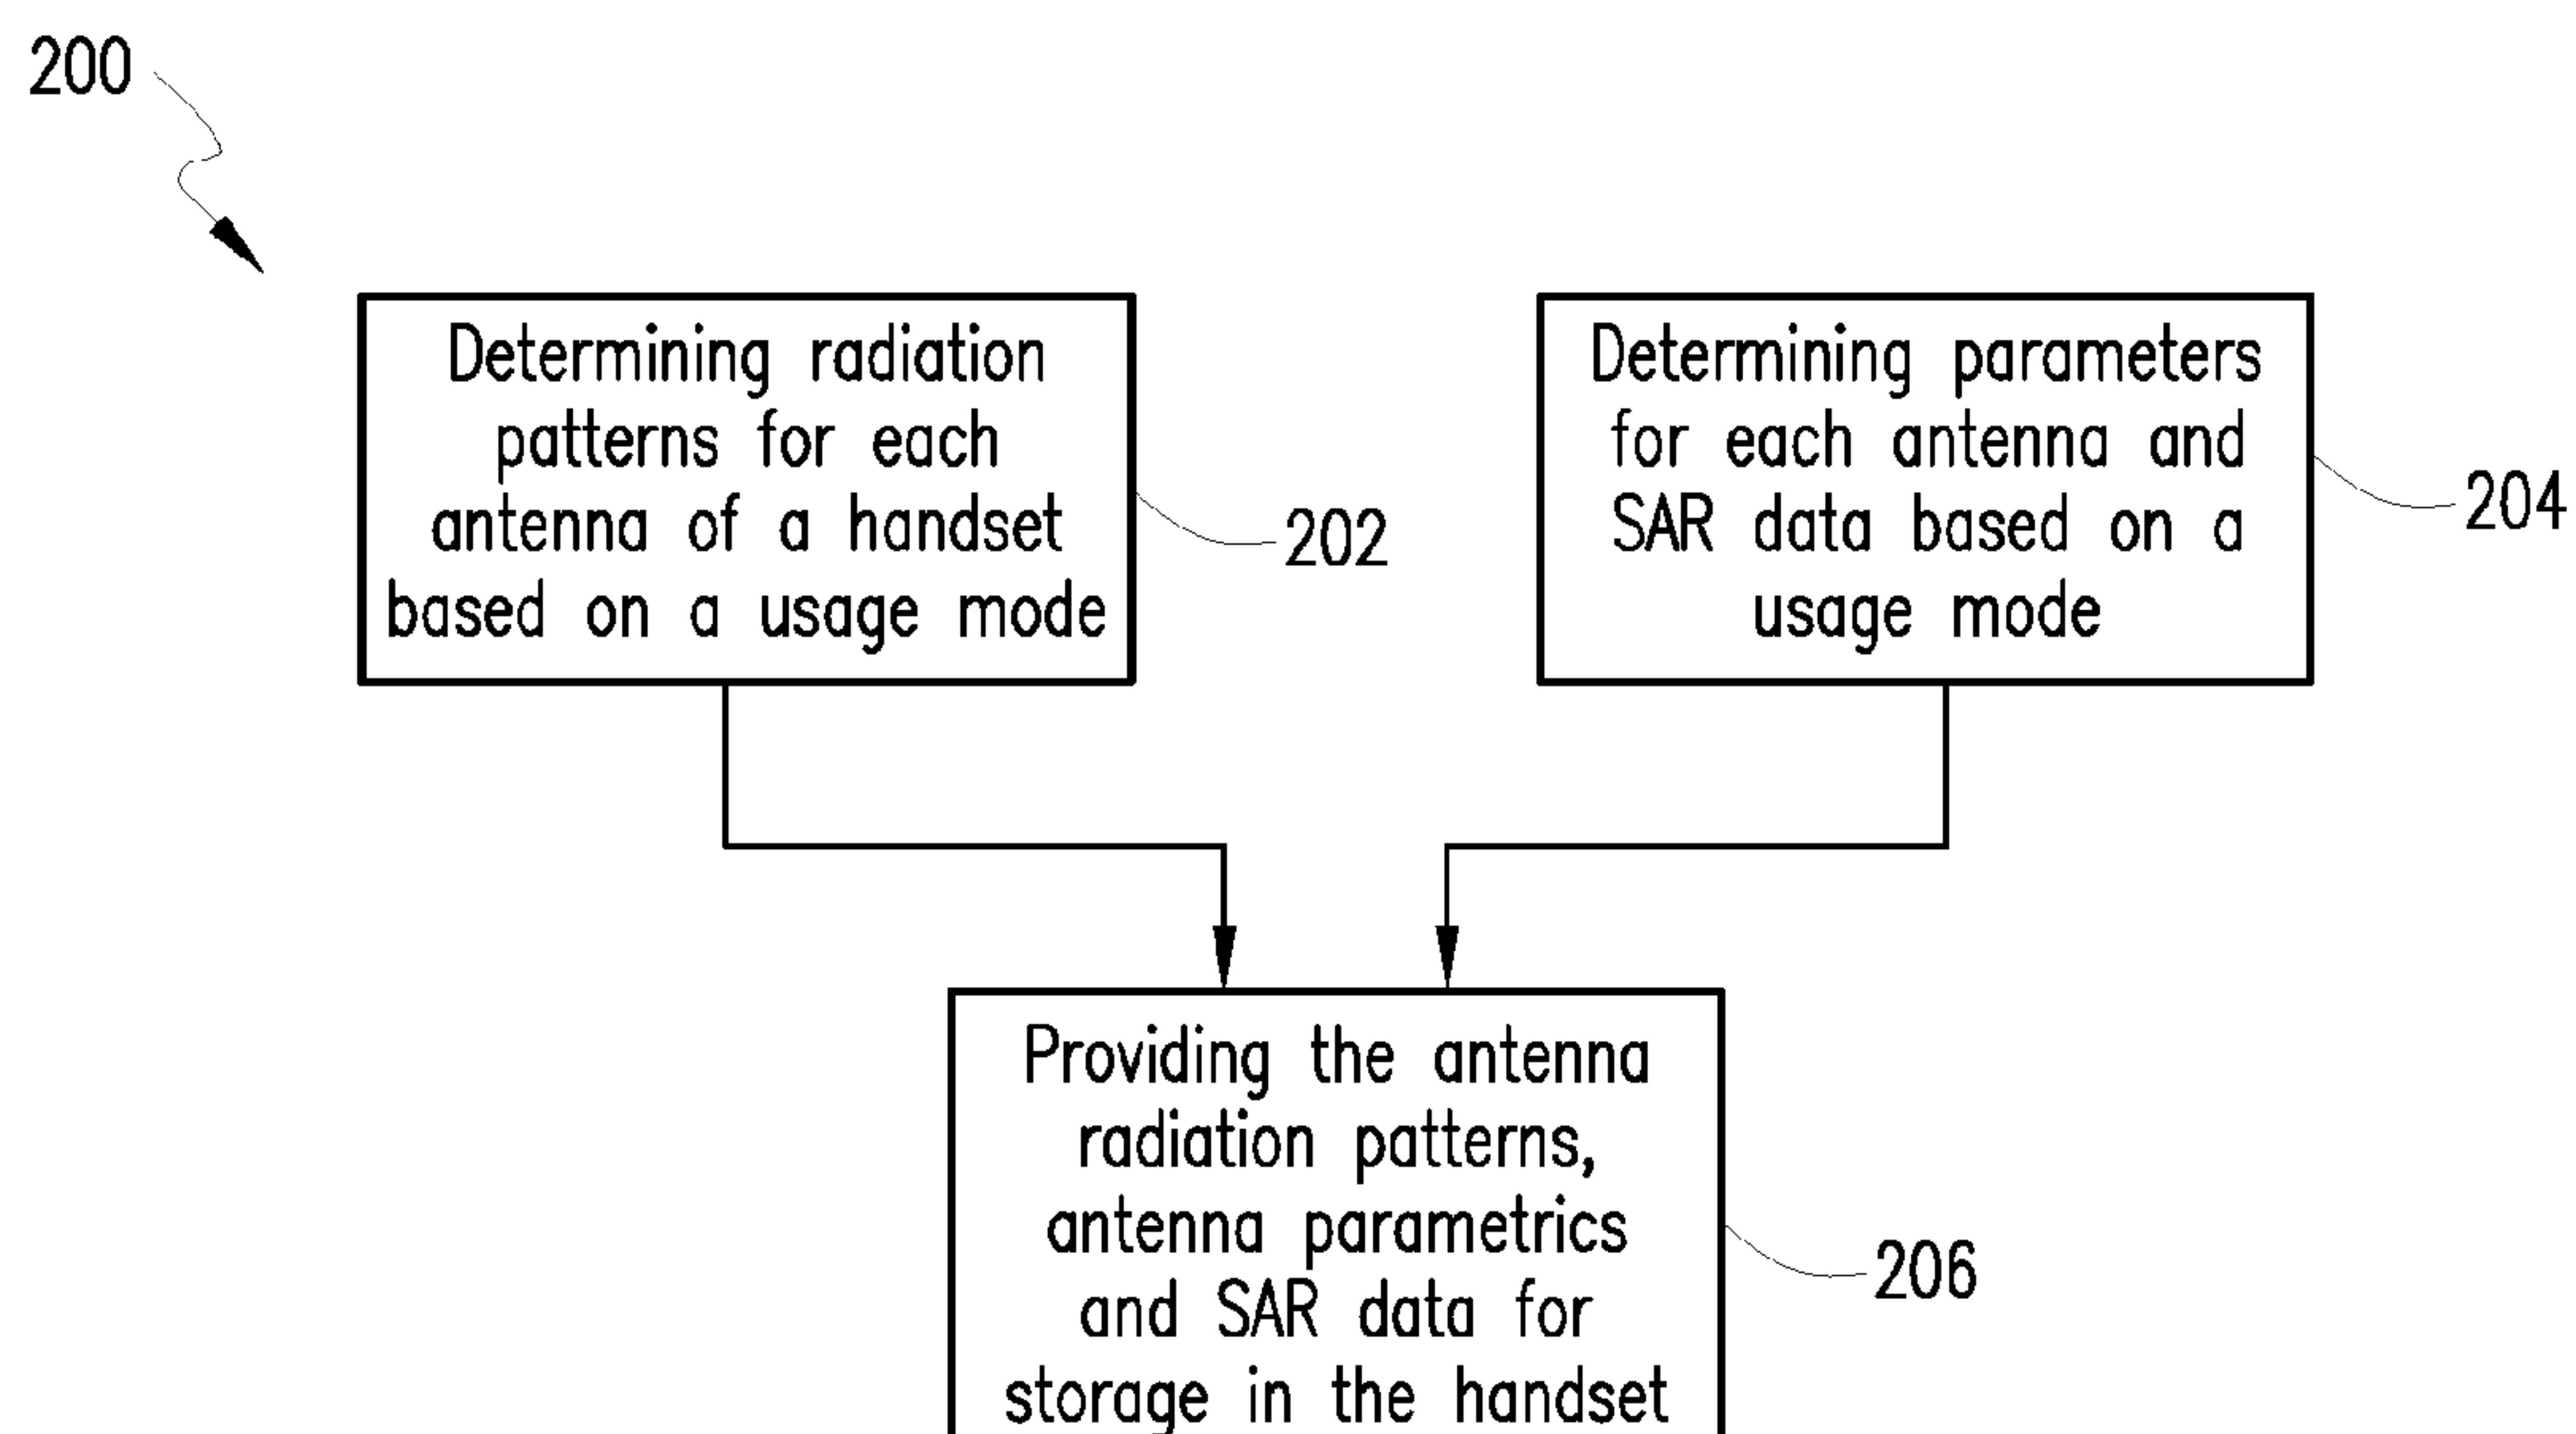 200
Determining radiation
patterns for each
antenna of a handset
based on a usage mode
202
Determining parameters
for each antenna and
SAR data based on a
usage mode
204
Providing the antenna
radiation patterns,
antenna parametrics
and SAR data for
storage in the handset
206